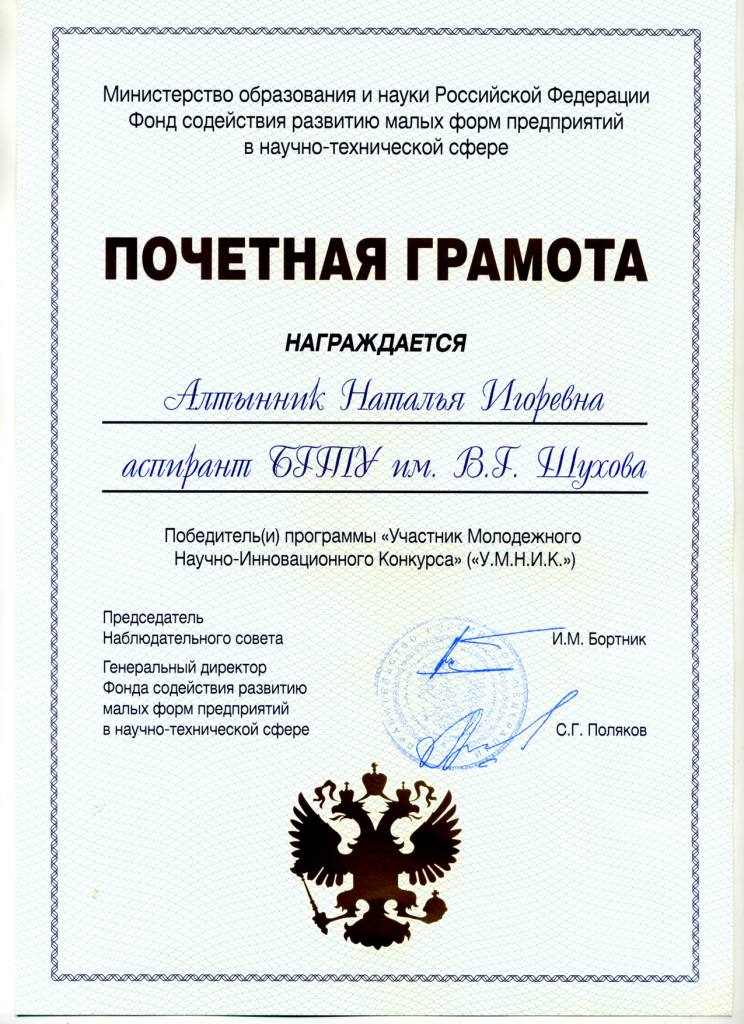 Министерство образования и науки Российской Федерации
Фонд содействия развитию малых форм предприятий
в научно-технической сфере
ПОЧЕТНАЯ ГРАМОТА
НАГРАЖДАЕТСЯ
Алтынник Наталья Игоревна
аспирант БГТУ им. В.Г. Шухова
Победитель(и) программы «Участник Молодежного
Научно-Инновационного Конкурса» («У.М.Н.И.К.»)
Председатель
Наблюдательного совета
И.М. Бортник
Генеральный директор
Фонда содействия развитию
малых форм предприятий
в научно-технической сфере
С.Г. Поляков